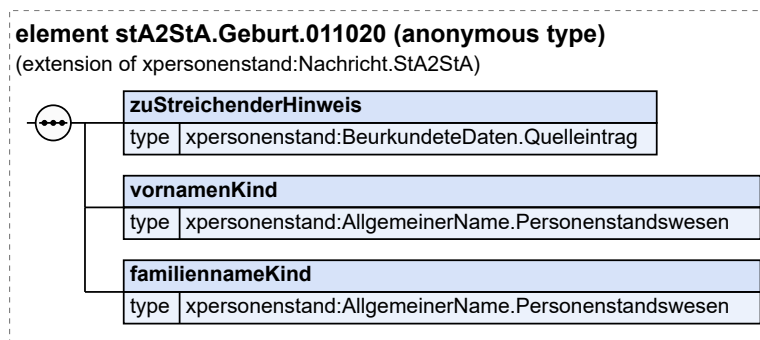 element stA2StA.Geburt.011020 (anonymous type)
(extension of xpersonenstand:Nachricht.StA2StA)
zuStreichenderHinweis
type xpersonenstand:BeurkundeteDaten.Quelleintrag
vornamenKind
type xpersonenstand:AllgemeinerName.Personenstandswesen
familiennameKind
type xpersonenstand:AllgemeinerName.Personenstandswesen